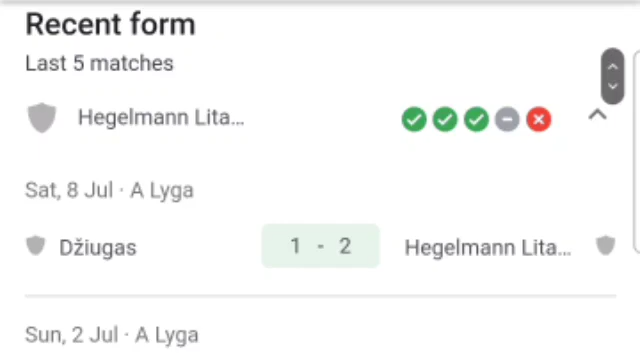 Recent form
Last 5 matches
Hegelmann Lita...
Sat, 8 Jul · A Lyga
Džiugas 1 - 2 Hegelmann Lita...
Sun, 2 Jul · A Lyga